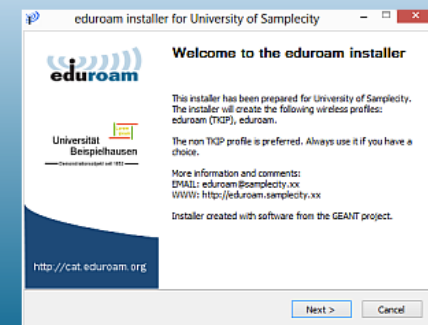 eduroam installer for University of Samplecity
eduroam
Welcome to the eduroam installer
This installer has been prepared for University of Samplecity.
The installer will create the following wireless profiles:
eduroam (TKIP), eduroam.
The non TKIP profile is preferred. Always use it if you have a
choice.
More information and comments:
EMAIL: eduroam@samplecity.xx
WWW: http://eduroam.samplecity.xx
Installer created with software from the GEANT project.
Universität
Beispielhausen
http://cat.eduroam.org
Next >
Cancel